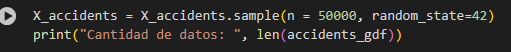 X_accidents = X_accidents.sample(n = 50000, random_state=42)
print("Cantidad de datos: ", len(accidents_gdf))